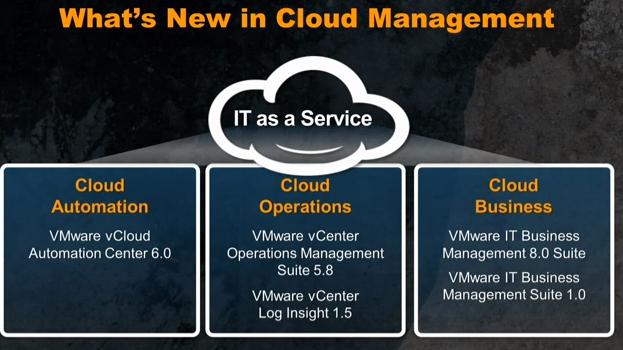 What's New in Cloud Management
IT as a Service
Cloud
Automation
VMware vCloud
Automation Center 6.0
Cloud
Operations
VMware vCenter
Operations Management
Suite 5.8
VMware vCenter
Log Insight 1.5
Cloud
Business
VMware IT Business
Management 8.0 Suite
VMware IT Business
Management Suite 1.0